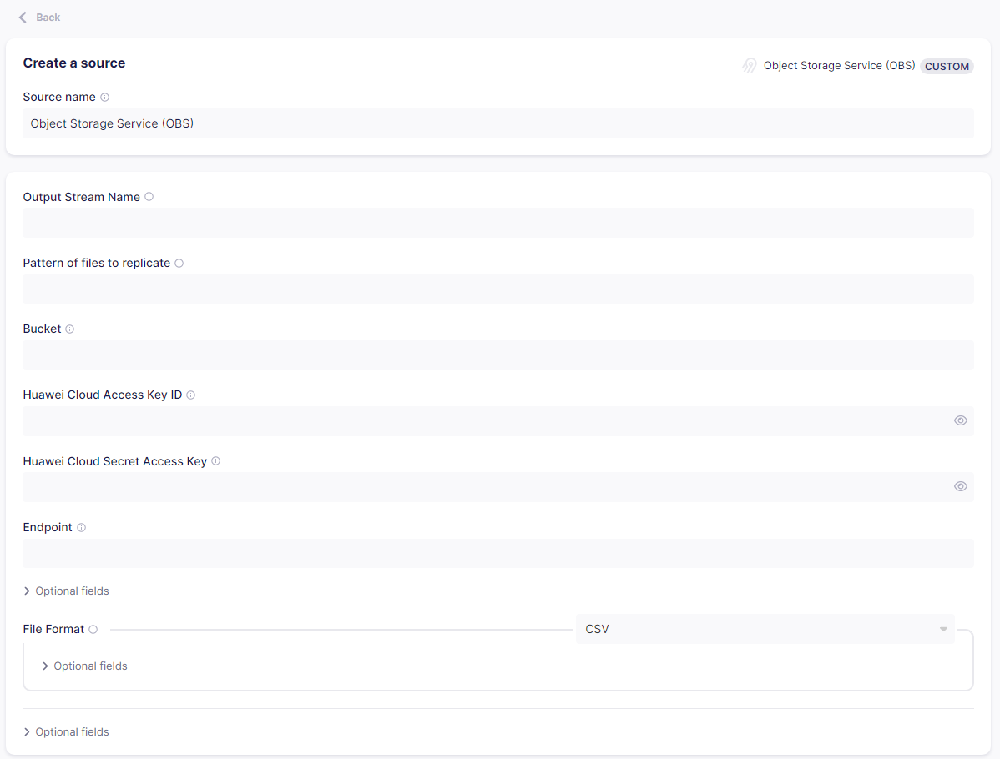 Back
Create a source
Object Storage Service (OBS) CUSTOM
Source name
Object Storage Service (OBS)
Output Stream Name
Pattern of files to replicate
Bucket
Huawei Cloud Access Key ID
Huawei Cloud Secret Access Key
Endpoint
Optional fields
File Format
CSV
Optional fields
Optional fields